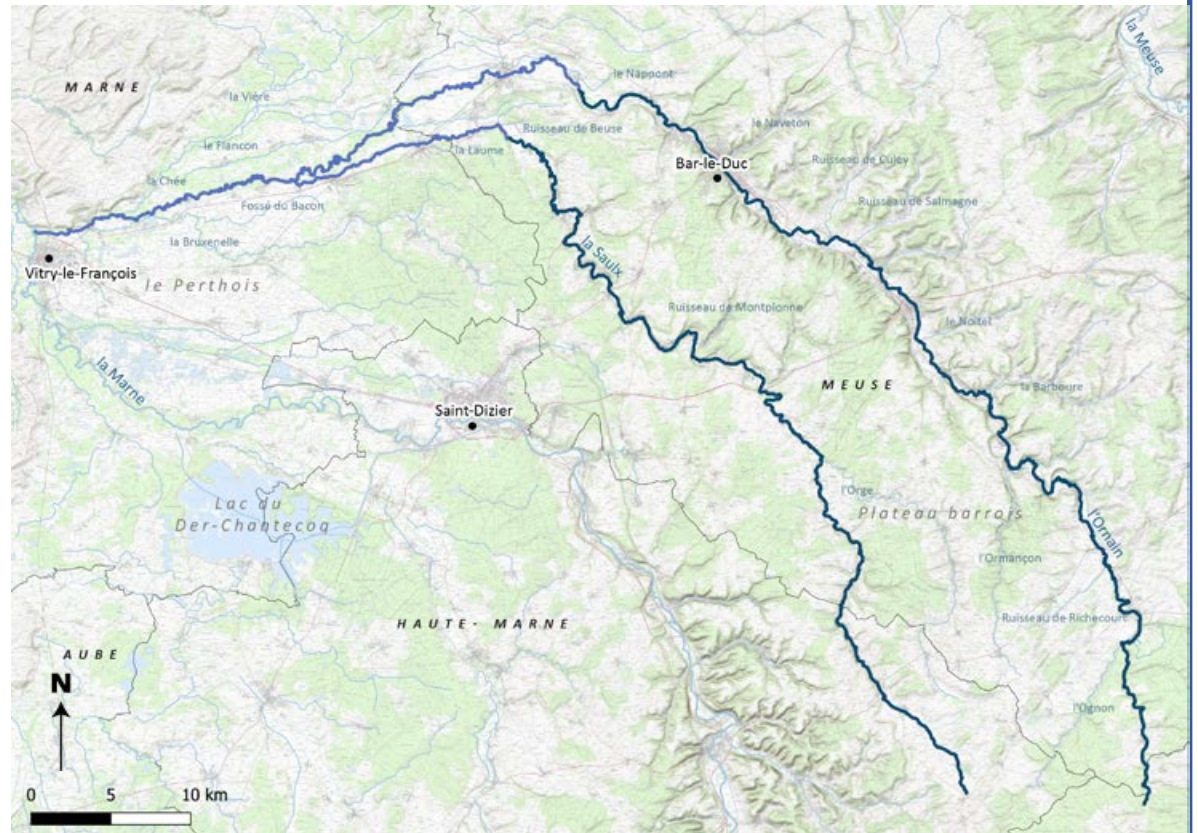 la Meuse
MARNE
le Nappont
la Vière
le Naveton
Ruisseau de Beuse
le Flancon
la Laume
Bar-le-Duc
Ruisseau de Culey
la Chée
Ruisseau de Salmagne
Fossé du Bacon
la Bruxenelle
la Saulx
Vitry-le-François
le Perthois
Ruisseau de Montplonne
le Noitel
la Marne
MEUSE
la Barboure
Saint-Dizier
l'Orge
Lac du
Der-Chantecoq
Plateau barrois
l'Ornain
l'Ormançon
HAUTE- MARNE
Ruisseau de Richecourt
AUBE
N
l'Ognon
0 5 10 km